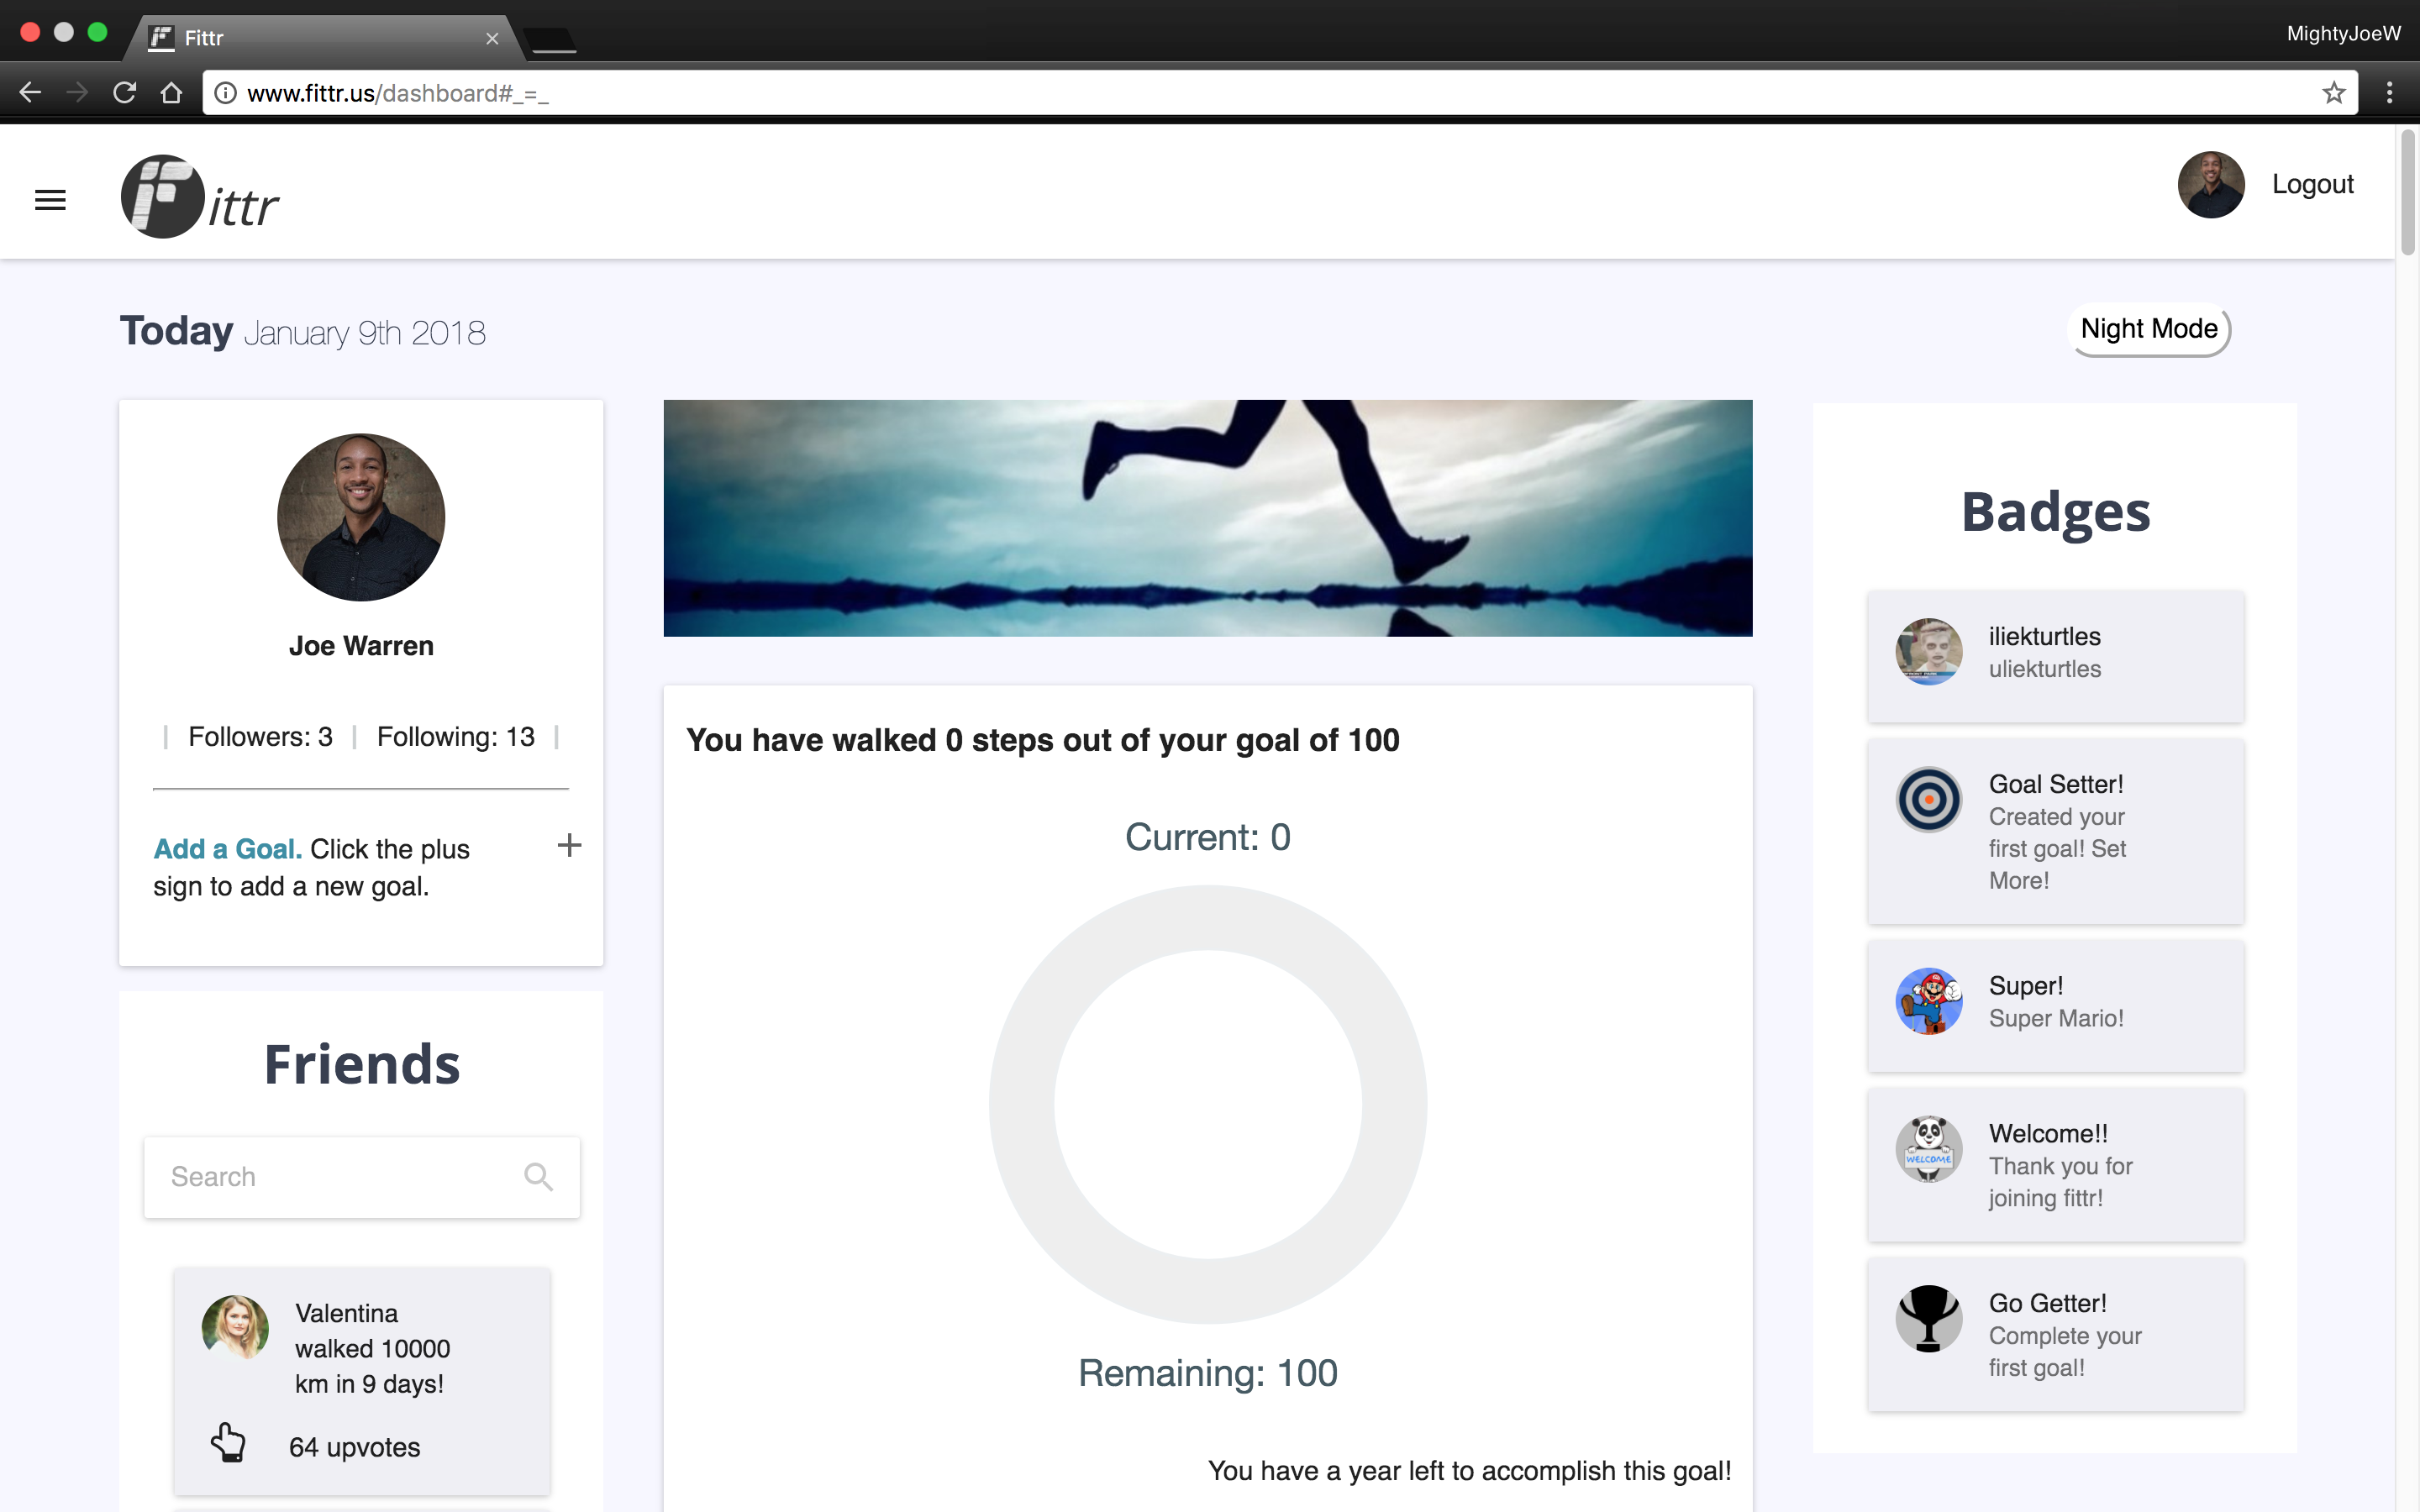 Fittr
MightyJoeW
www.fittr.us/dashboard#_=_
Fittr
Logout
Today January 9th 2018
Night Mode
Joe Warren
| Followers: 3 | Following: 13 |
Add a Goal. Click the plus
sign to add a new goal.
Friends
Search
Valentina
walked 10000
km in 9 days!
64 upvotes
You have walked 0 steps out of your goal of 100
Current: 0
Remaining: 100
You have a year left to accomplish this goal!
Badges
iliekturtles
uliekturtles
Goal Setter!
Created your
first goal! Set
More!
Super!
Super Mario!
WELCOME
Welcome!!
Thank you for
joining fittr!
Go Getter!
Complete your
first goal!